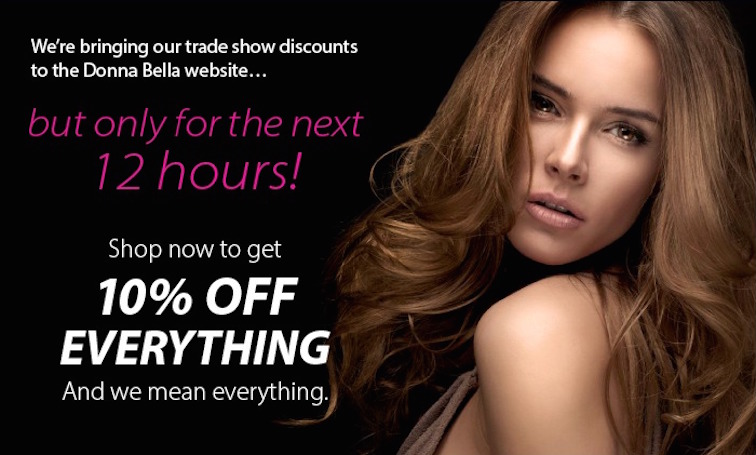 We're bringing our trade show discounts
to the Donna Bella website...
but only for the next
12 hours!
Shop now to get
10% OFF
EVERYTHING
And we mean everything.